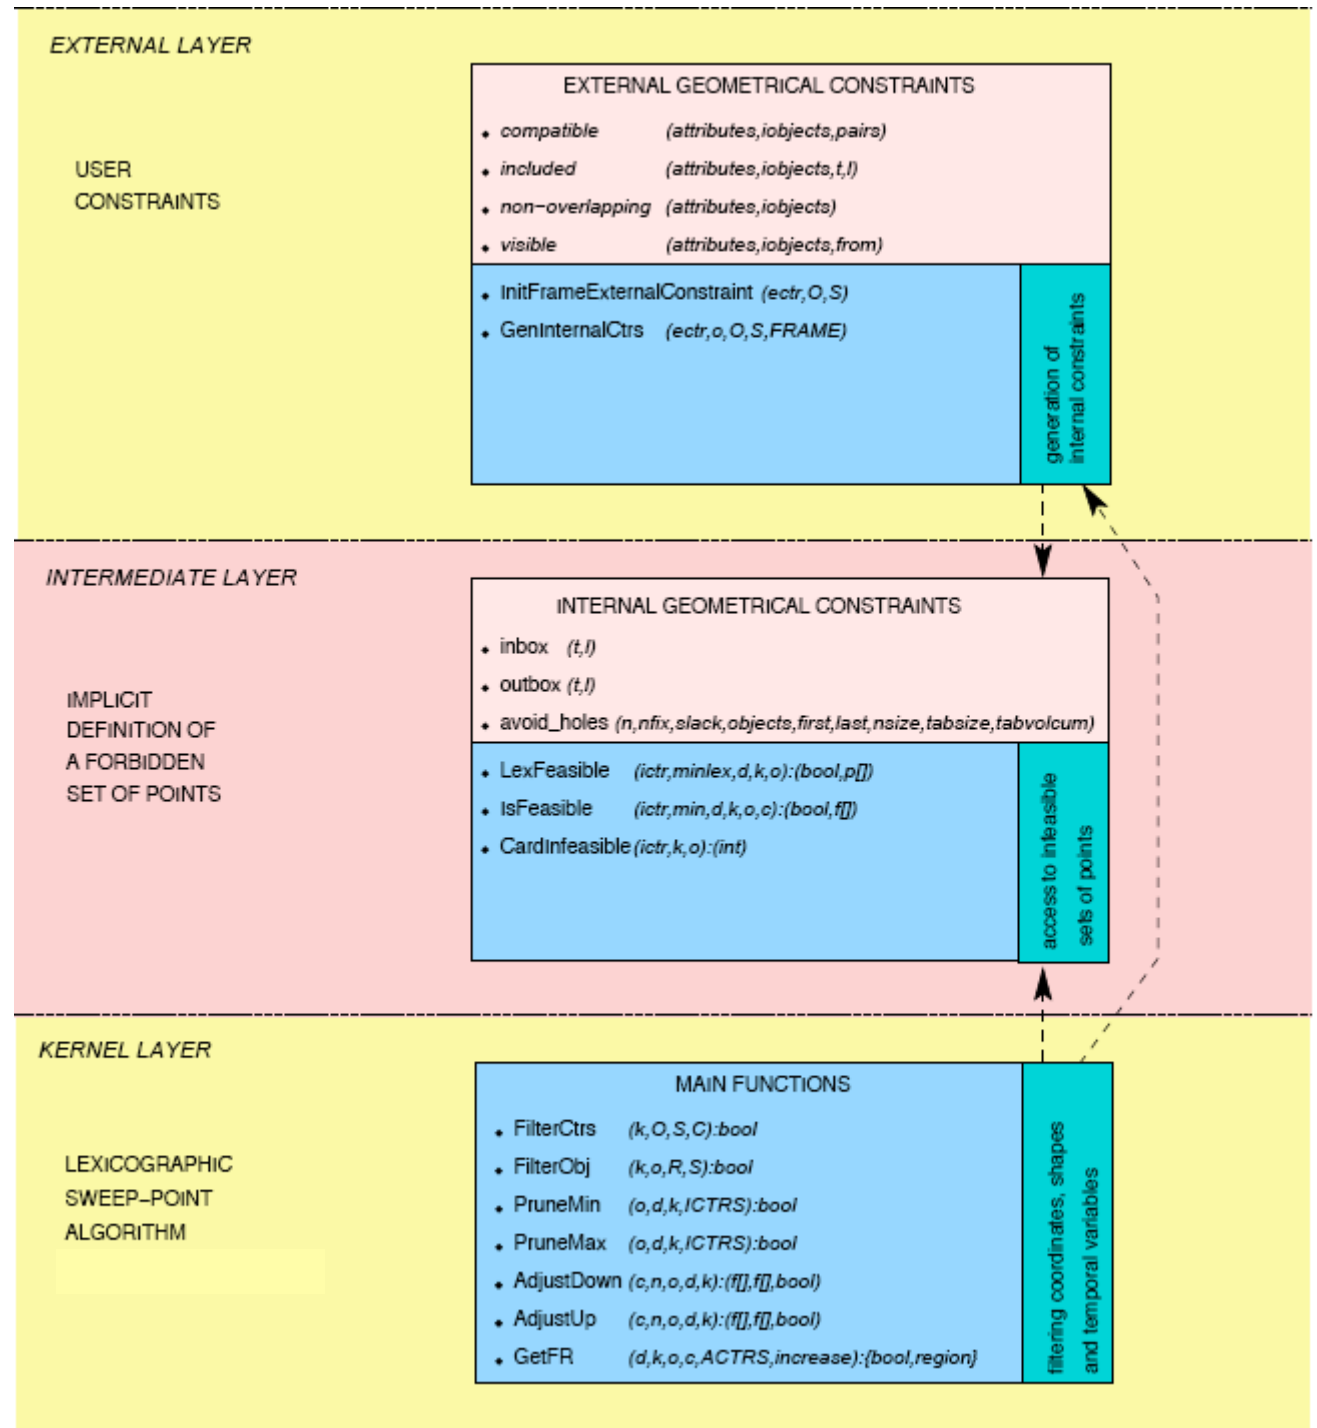 EXTERNAL LAYER
EXTERNAL GEOMETRICAL CONSTRAINTS
USER
CONSTRAINTS
• compatible (attributes,iobjects,pairs)
• included (attributes,iobjects,t,l)
• non-overlapping (attributes,iobjects)
• visible (attributes,iobjects,from)
• InitFrameExternalConstraint (ectr,O,S)
• GenInternalCtrs (ectr,o,O,S,FRAME)
generation of
internal constraints
INTERMEDIATE LAYER
INTERNAL GEOMETRICAL CONSTRAINTS
IMPLICIT
DEFINITION OF
A FORBIDDEN
SET OF POINTS
• inbox (t,l)
• outbox (t,l)
• avoid_holes (n,nfix,slack,objects,first,last,nsize,tabsize,tabvolcum)
• LexFeasible (ictr,minlex,d,k,o):(bool,p[])
• IsFeasible (ictr,min,d,k,o,c):(bool,f[])
• CardInfeasible (ictr,k,o):(int)
access to infeasible
sets of points
KERNEL LAYER
MAIN FUNCTIONS
LEXICOGRAPHIC
SWEEP-POINT
ALGORITHM
• FilterCtrs (k,O,S,C):bool
• FilterObj (k,o,R,S):bool
• PruneMin (o,d,k,ICTRS):bool
• PruneMax (o,d,k,ICTRS):bool
• AdjustDown (c,n,o,d,k):(f[],f[],bool)
• AdjustUp (c,n,o,d,k):(f[],f[],bool)
• GetFR (d,k,o,c,ACTRS,increase):{bool,region}
filtering coordinates, shapes
and temporal variables